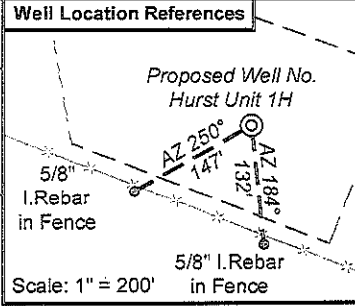 Well Location References
Proposed Well No.
Hurst Unit 1H
AZ 250°
147'
AZ 184°
132'
5/8"
I.Rebar
in Fence
5/8" I.Rebar
in Fence
Scale: 1" = 200'